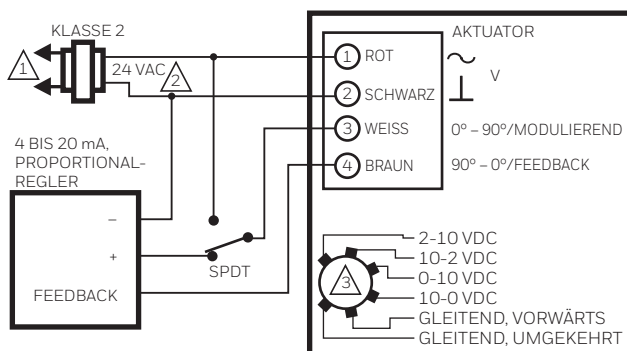 KLASSE 2
AKTUATOR
1
24 VAC
2
1 ROT
V
2 SCHWARZ
3 WEISS
0° – 90°/MODULIEREND
4 BRAUN
90° – 0°/FEEDBACK
4 BIS 20 mA,
PROPORTIONAL-
REGLER
–
+
FEEDBACK
SPDT
3
2-10 VDC
10-2 VDC
0-10 VDC
10-0 VDC
GLEITEND, VORWÄRTS
GLEITEND, UMGEKEHRT